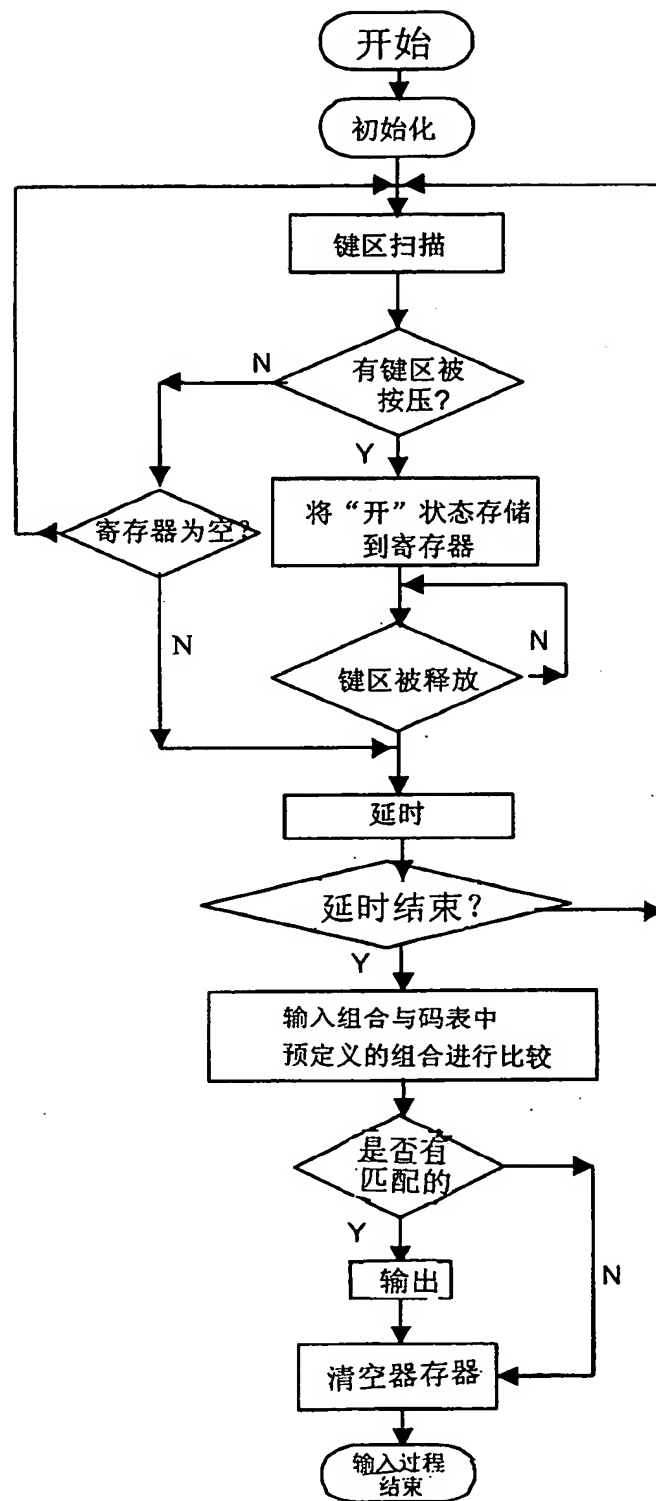 开始
初始化
键区扫描
N
有键区被
按压?
Y
寄存器为空?
将“开”状态存储
到寄存器
N
N
键区被释放
延时
延时结束?
Y
输入组合与码表中
预定义的组合进行比较
是否有
匹配的
Y
N
输出
清空器存器
输入过程
结束